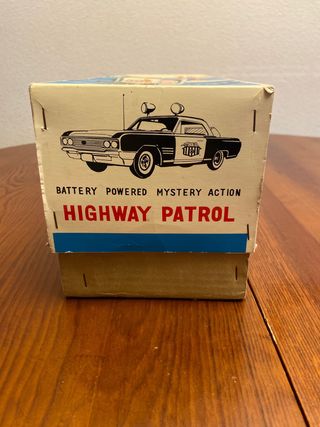 BATTERY POWERED MYSTERY ACTION
HIGHWAY PATROL